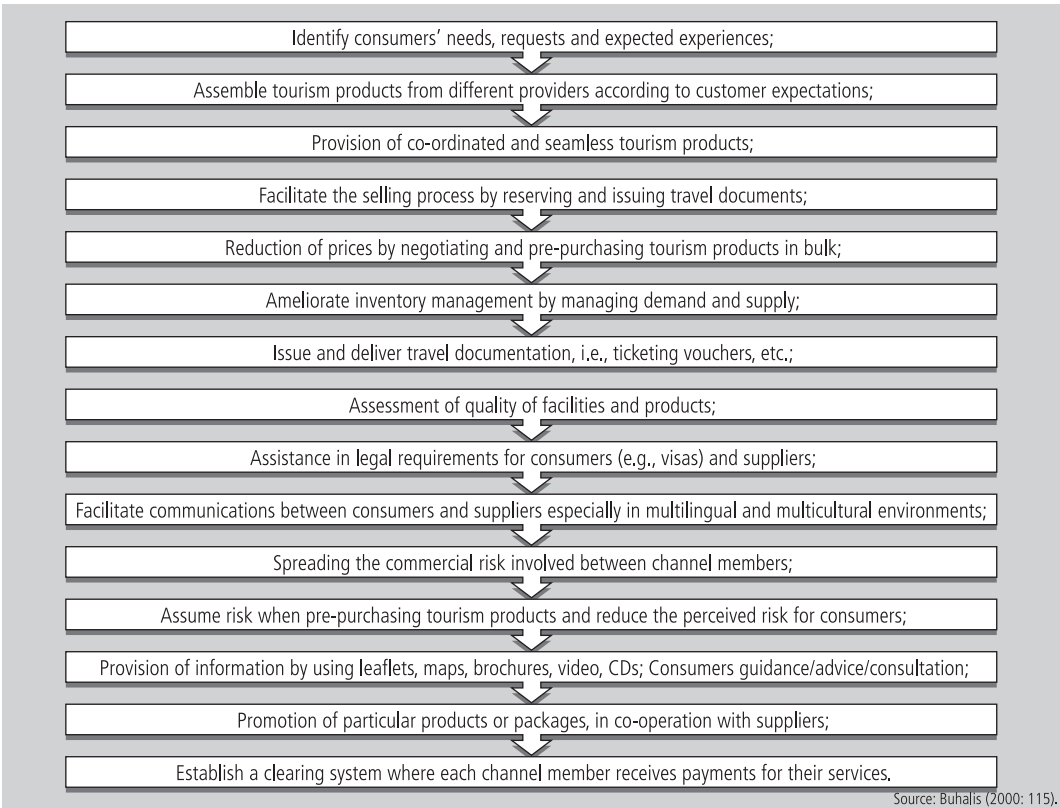 Identify consumers' needs, requests and expected experiences;
Assemble tourism products from different providers according to customer expectations;
Provision of co-ordinated and seamless tourism products;
Facilitate the selling process by reserving and issuing travel documents;
Reduction of prices by negotiating and pre-purchasing tourism products in bulk;
Ameliorate inventory management by managing demand and supply;
Issue and deliver travel documentation, i.e., ticketing vouchers, etc.;
Assessment of quality of facilities and products;
Assistance in legal requirements for consumers (e.g., visas) and suppliers;
Facilitate communications between consumers and suppliers especially in multilingual and multicultural environments;
Spreading the commercial risk involved between channel members;
Assume risk when pre-purchasing tourism products and reduce the perceived risk for consumers;
Provision of information by using leaflets, maps, brochures, video, CDs; Consumers guidance/advice/consultation;
Promotion of particular products or packages, in co-operation with suppliers;
Establish a clearing system where each channel member receives payments for their services.
Source: Buhalis (2000: 115).